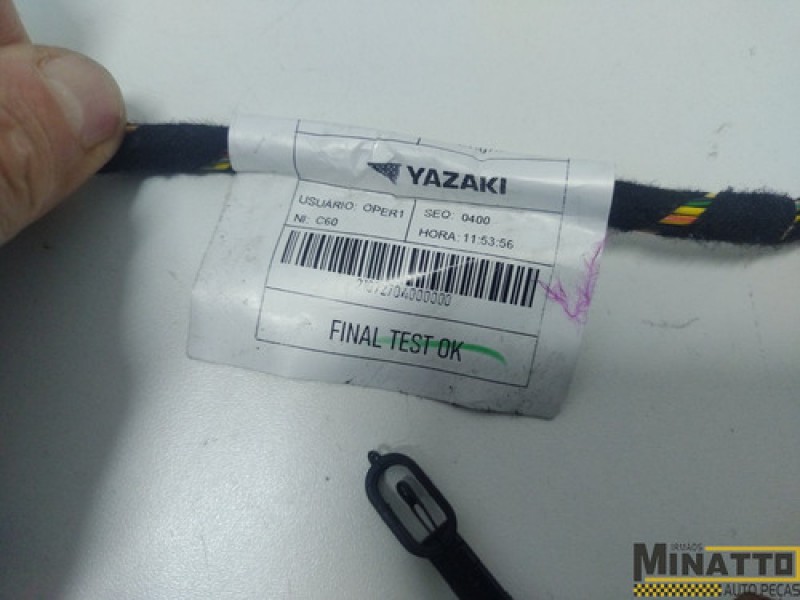 YAZAKI
USUARIO: OPER1
NI: C60
SEQ: 0400
HORA: 11:53:56
FINAL TEST OK
IRMÃOS
MINATTO
AUTO PEÇAS